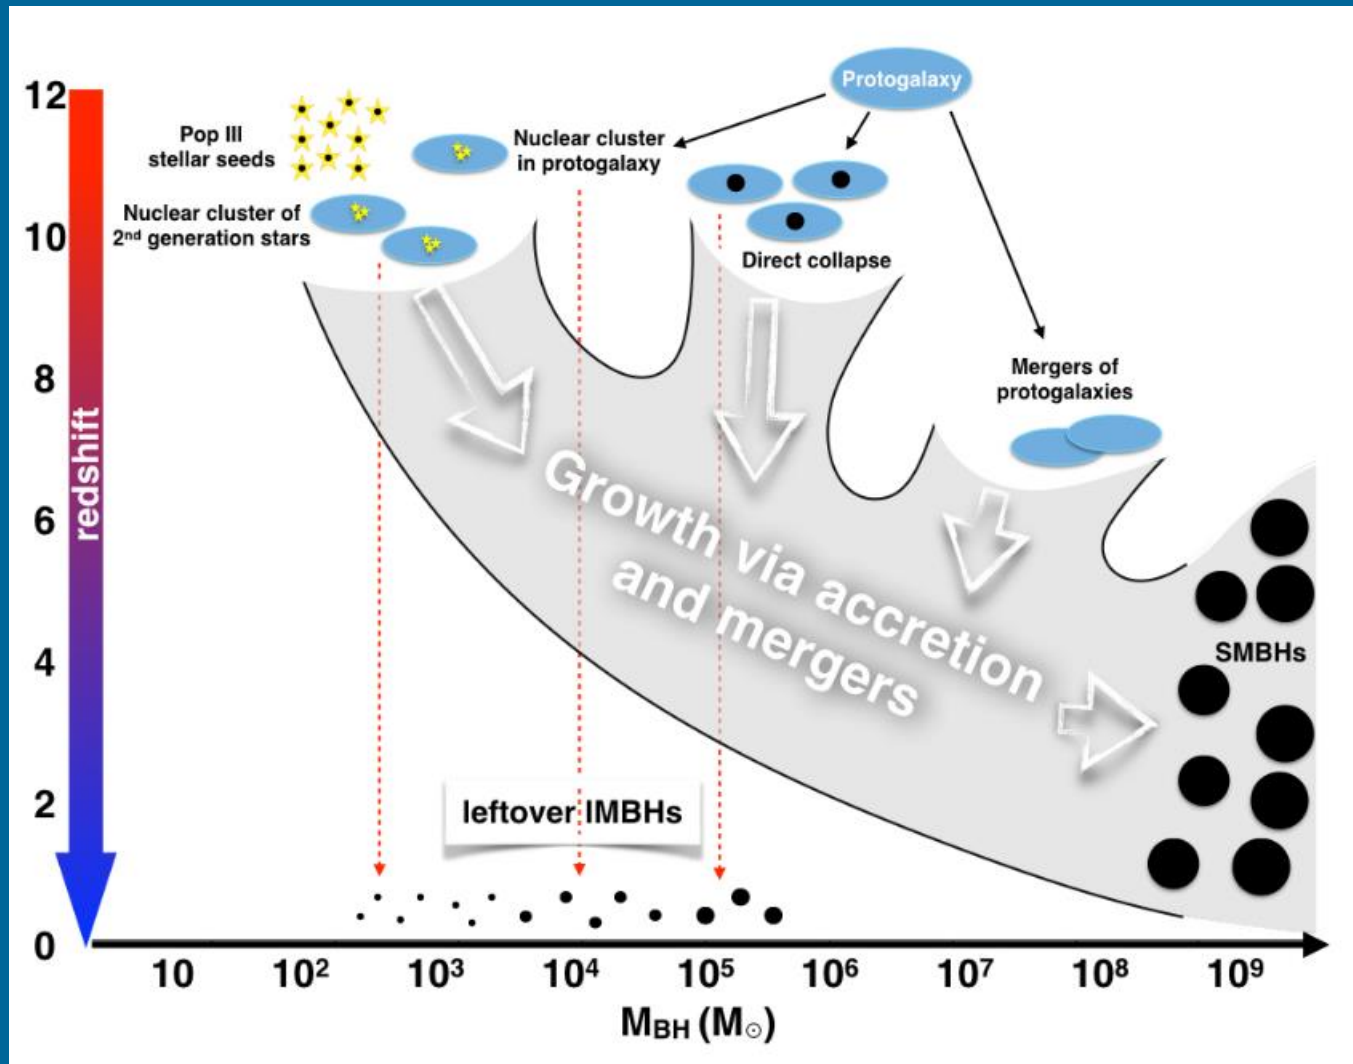 12
10
8
6
4
2
0
redshift
Pop III
stellar seeds
Nuclear cluster of
2ⁿᵈ generation stars
Nuclear cluster
in protogalaxy
Protogalaxy
Direct collapse
Mergers of
protogalaxies
Growth via accretion
and mergers
SMBHs
leftover IMBHs
10 10² 10³ 10⁴ 10⁵ 10⁶ 10⁷ 10⁸ 10⁹
MBH (M☉)